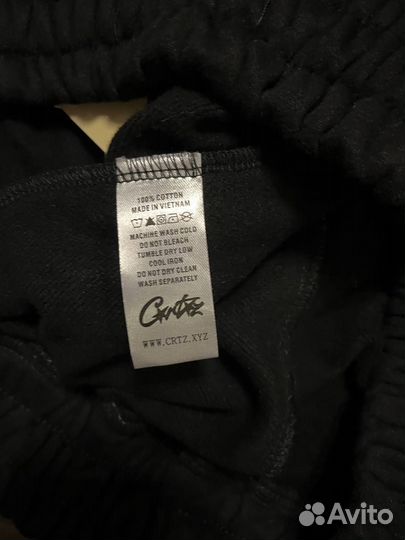 100% COTTON
MADE IN VIETNAM
MACHINE WASH COLD
DO NOT BLEACH
TUMBLE DRY LOW
COOL IRON
DO NOT DRY CLEAN
WASH SEPARATELY
Crtz
WWW.CRTZ.XYZ
Avito